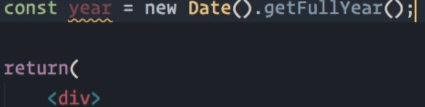 const year = new Date().getFullYear();
return(
<div>